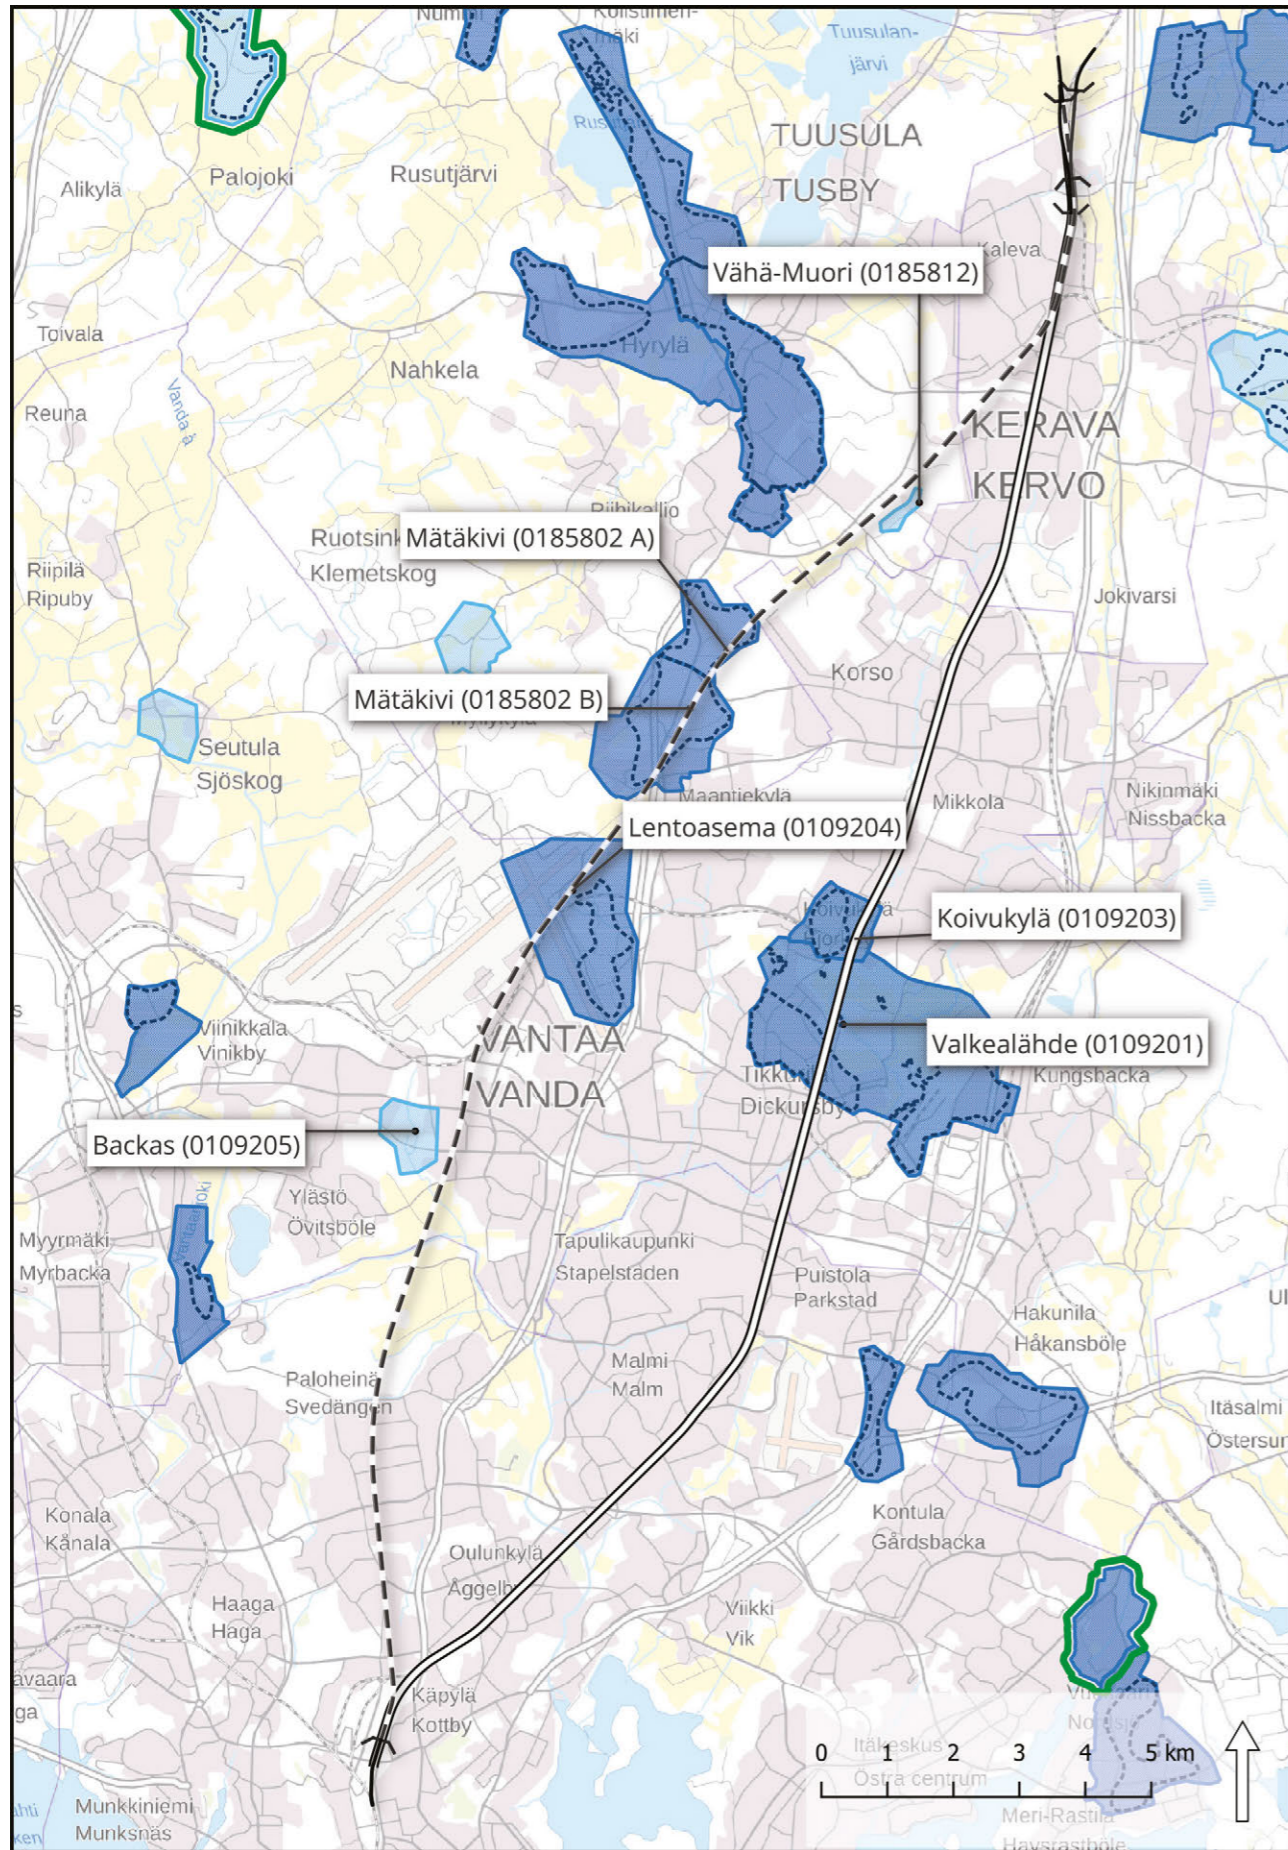 Tuusulan-
järvi
TUUSULA
TUSBY
Alikylä
Palojoki
Rusutjärvi
Kaleva
Vähä-Muori (0185812)
Toivala
Hyrylä
Nahkela
Reuna
Vanda å
KERAVA
KERVO
Riihikallio
Mätäkivi (0185802 A)
Klemetskog
Riipilä
Ripuby
Jokivarsi
Korso
Mätäkivi (0185802 B)
Seutula
Sjöskog
Maantiekylä
Mikkola
Nikinmäki
Nissbacka
Lentoasema (0109204)
Koivukylä (0109203)
Viinikkala
Vinikby
VANTAA
VANDA
Valkealähde (0109201)
Kungsbacka
Dickursby
Backas (0109205)
Ylästö
Övitsböle
Myyrmäki
Myrbacka
Tapulikaupunki
Stapelstaden
Puistola
Parkstad
Hakunila
Håkansböle
Malmi
Malm
Paloheinä
Svedängen
Itäsalmi
Konala
Kånala
Kontula
Gårdsbacka
Oulunkylä
Haaga
Haga
Viikki
Vik
Käpylä
Kottby
Itäkeskus
Östra centrum
0 1 2 3 4 5 km
Munkkiniemi
Munksnäs
Meri-Rastila
Havsrastböle